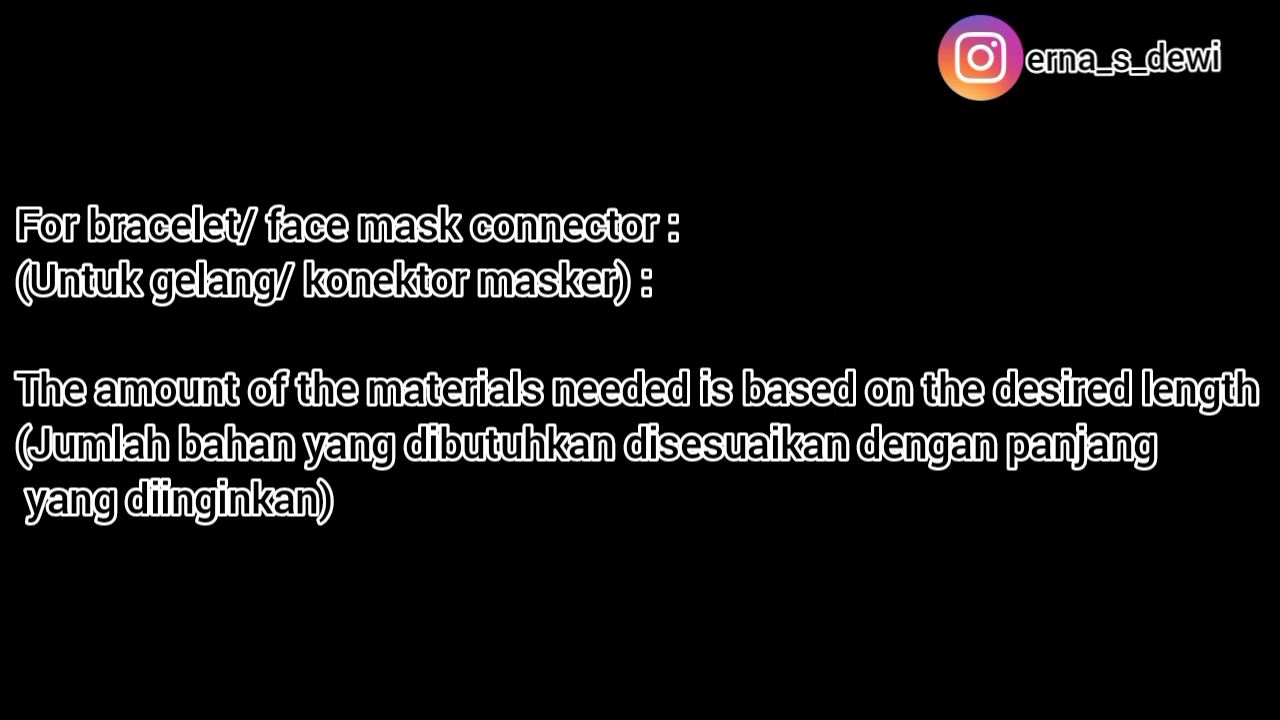 erna_s_dewi
For bracelet/ face mask connector :
(Untuk gelang/ konektor masker) :
The amount of the materials needed is based on the desired length
(Jumlah bahan yang dibutuhkan disesuaikan dengan panjang
yang diinginkan)